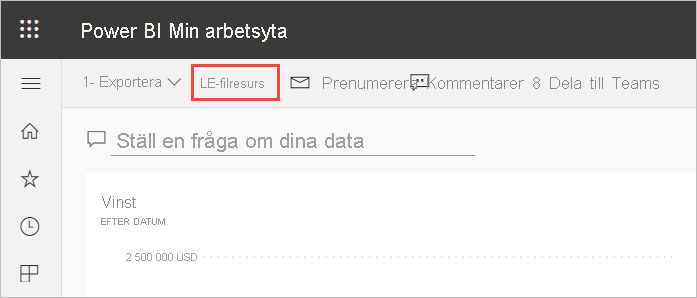 Power BI Min arbetsyta
1- Exportera LE-filresurs Prenumerera Kommentarer 8 Dela till Teams
Ställ en fråga om dina data
Vinst
EFTER DATUM
2 500 000 USD